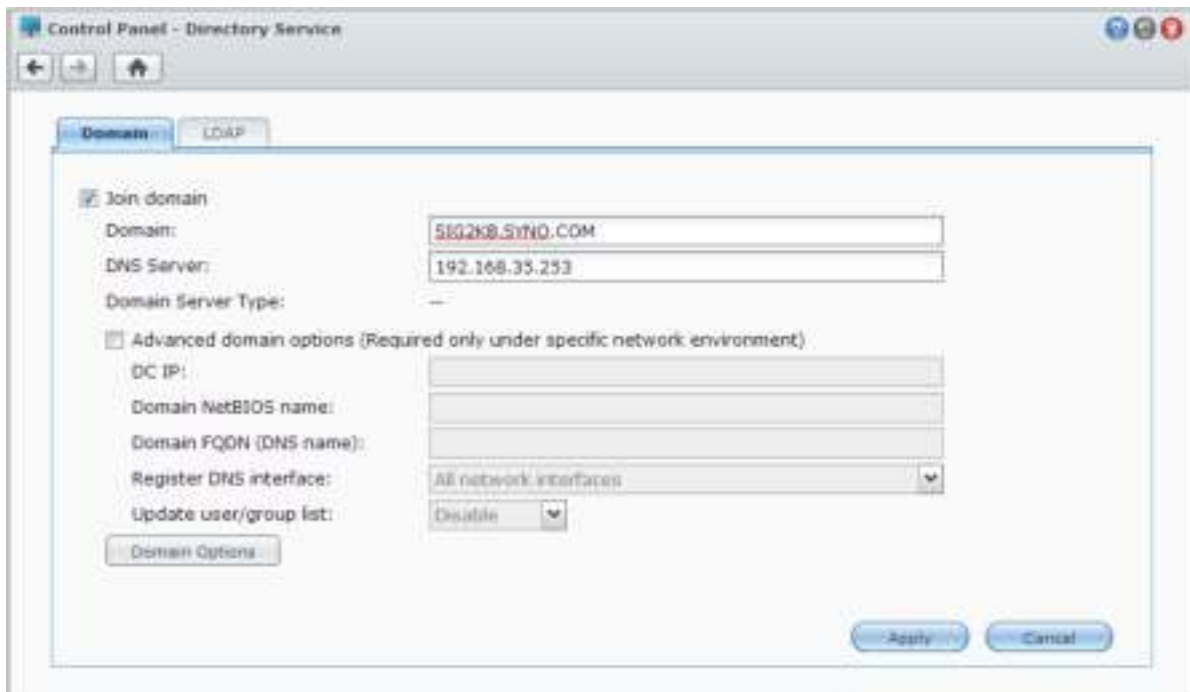 Control Panel - Directory Service
Domain LDAP
Join domain
Domain: SIG2K8.SYNO.COM
DNS Server: 192.168.35.253
Domain Server Type: --
Advanced domain options (Required only under specific network environment)
DC IP:
Domain NetBIOS name:
Domain FQDN (DNS name):
Register DNS interface: All network interfaces
Update user/group list: Disable
Domain Options
Apply Cancel